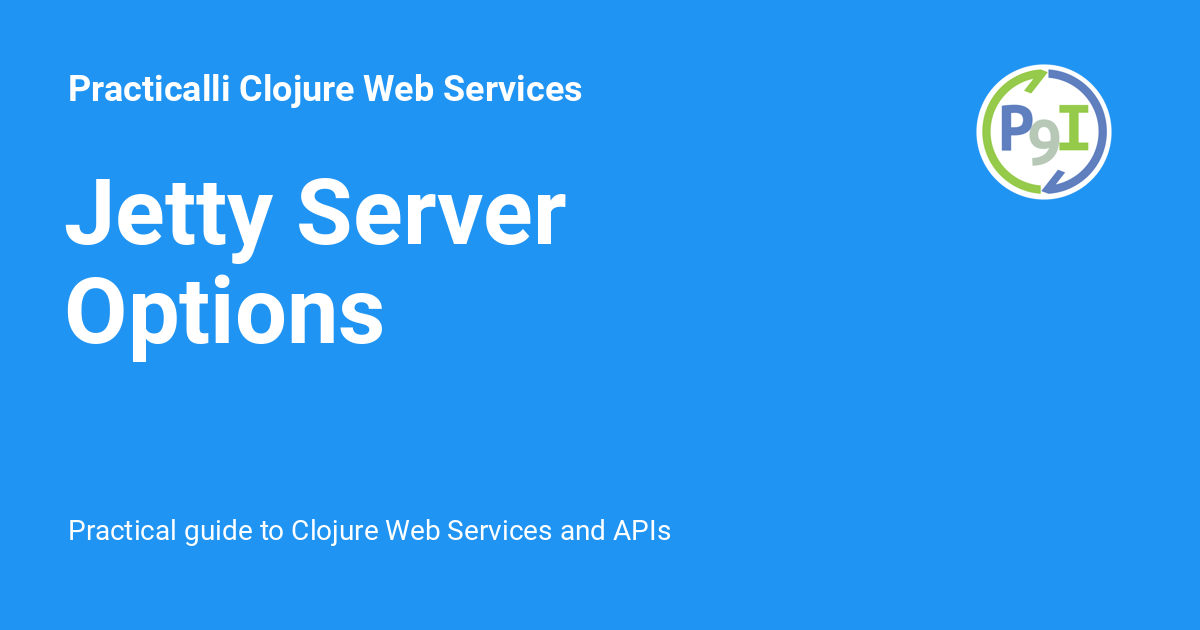 Practicalli Clojure Web Services
P9I
Jetty Server
Options
Practical guide to Clojure Web Services and APIs